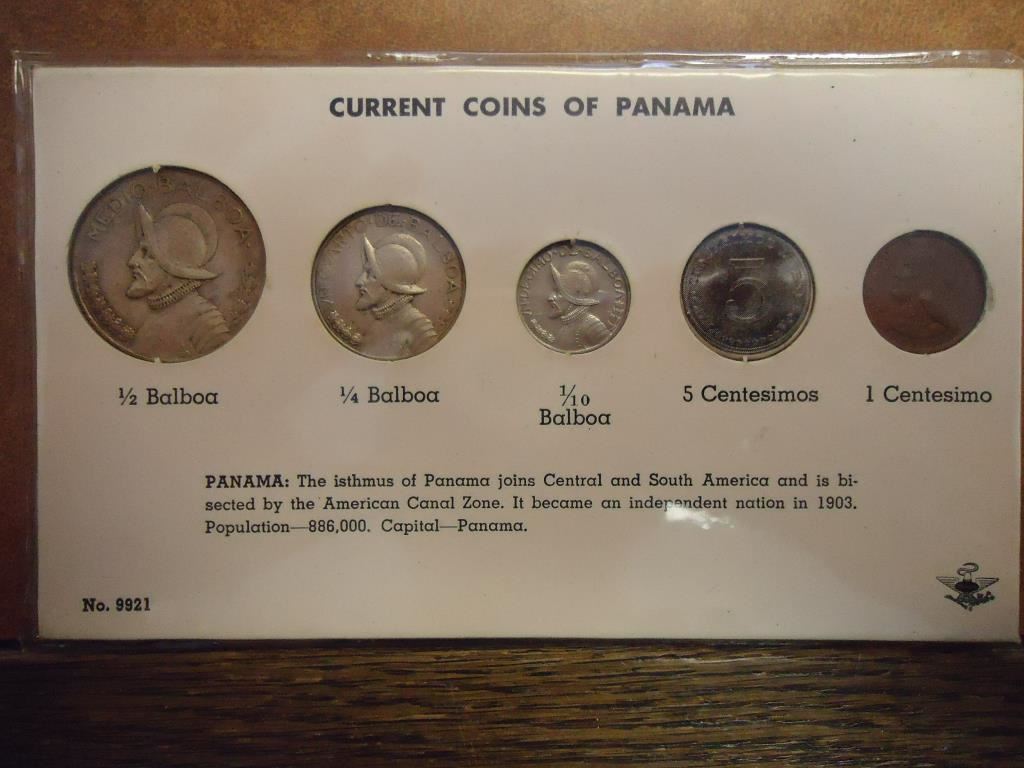 CURRENT COINS OF PANAMA
MEDIO BALBOA
DE BALBOA
5
½ Balboa
¼ Balboa
1/10
Balboa
5 Centesimos
1 Centesimo
PANAMA: The isthmus of Panama joins Central and South America and is bi-
sected by the American Canal Zone. It became an independent nation in 1903.
Population—886,000. Capital—Panama.
No. 9921